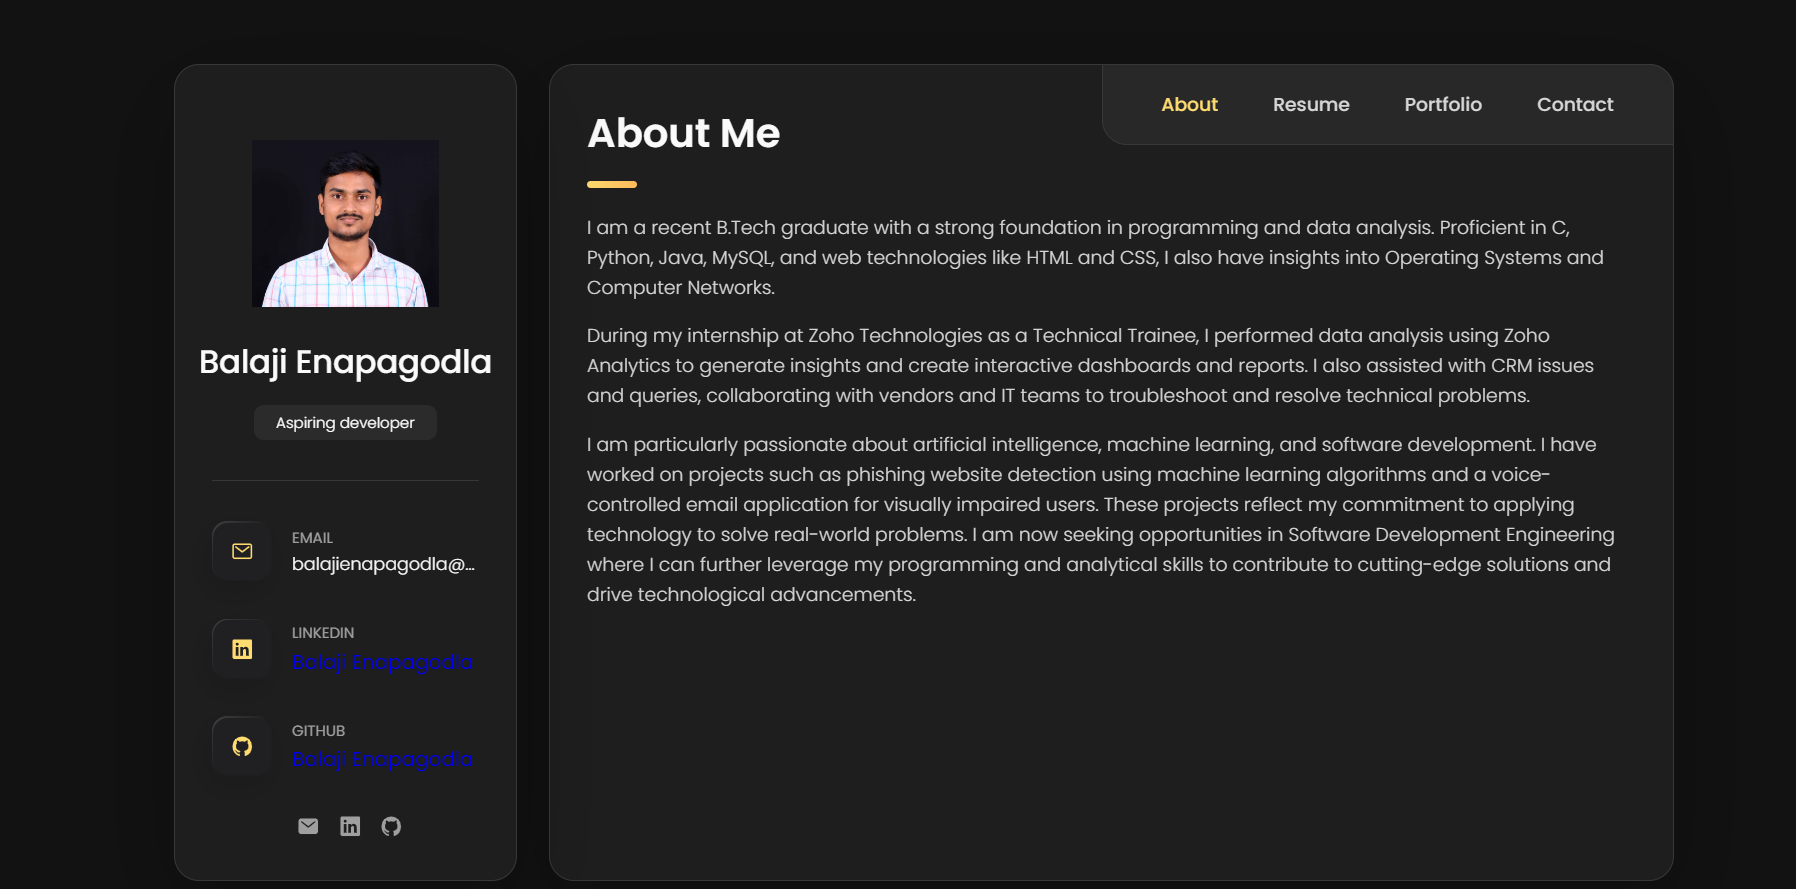 Balaji Enapagodla
Aspiring developer
EMAIL
balajienapagodla@...
LINKEDIN
Balaji Enapagodla
GITHUB
Balaji Enapagodla
About Resume Portfolio Contact
About Me
I am a recent B.Tech graduate with a strong foundation in programming and data analysis. Proficient in C,
Python, Java, MySQL, and web technologies like HTML and CSS, I also have insights into Operating Systems and
Computer Networks.
During my internship at Zoho Technologies as a Technical Trainee, I performed data analysis using Zoho
Analytics to generate insights and create interactive dashboards and reports. I also assisted with CRM issues
and queries, collaborating with vendors and IT teams to troubleshoot and resolve technical problems.
I am particularly passionate about artificial intelligence, machine learning, and software development. I have
worked on projects such as phishing website detection using machine learning algorithms and a voice-
controlled email application for visually impaired users. These projects reflect my commitment to applying
technology to solve real-world problems. I am now seeking opportunities in Software Development Engineering
where I can further leverage my programming and analytical skills to contribute to cutting-edge solutions and
drive technological advancements.